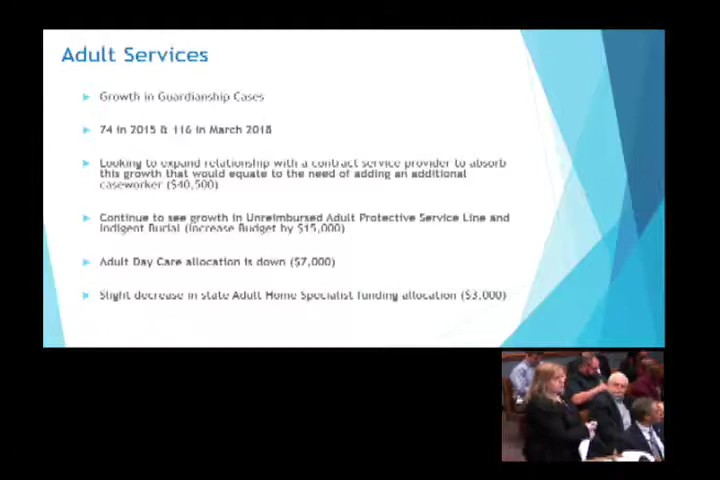 Adult Services
Growth in Guardianship Cases
74 in 2015 & 116 in March 2018
Looking to expand relationship with a contract service provider to absorb
this growth that would equate to the need of adding an additional
caseworker ($40,500)
Continue to see growth in Unreimbursed Adult Protective Service Line and
Indigent Burial (Increase Budget by $15,000)
Adult Day Care allocation is down ($7,000)
Slight decrease in state Adult Home Specialist funding allocation ($3,000)